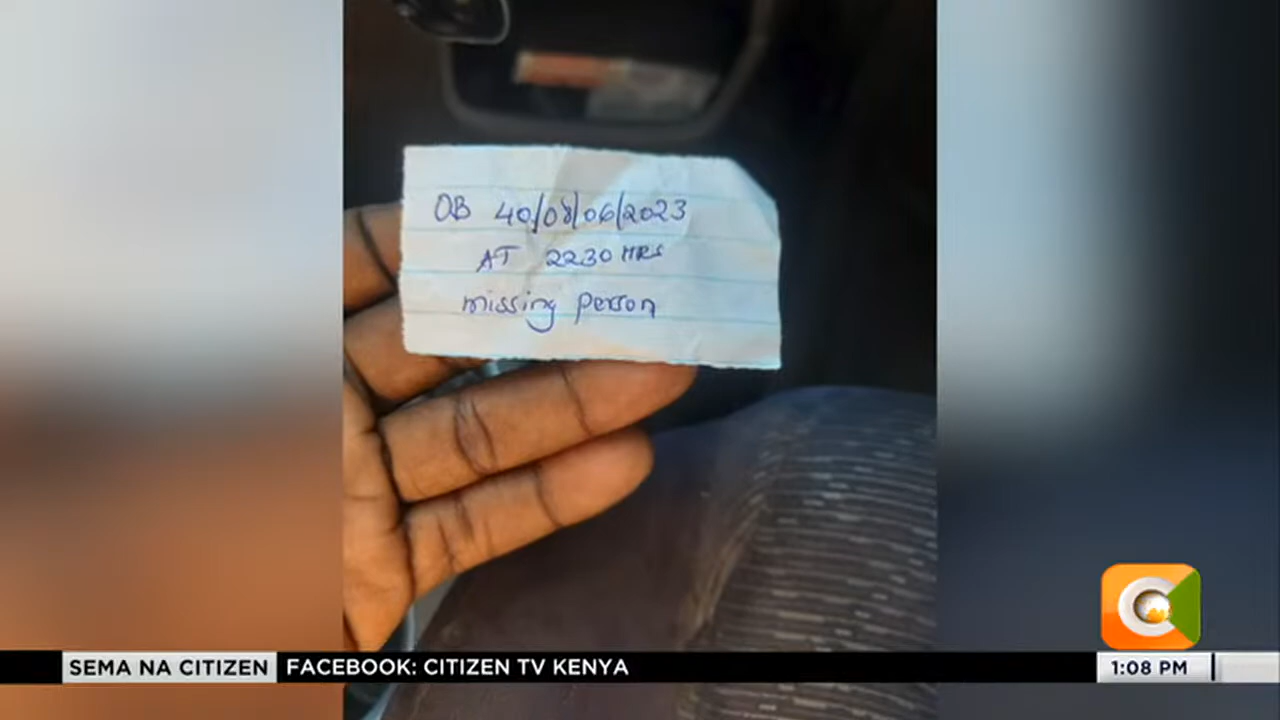 OB 40/08/06/2023
AT 2230 HRS
missing person
SEMA NA CITIZEN FACEBOOK: CITIZEN TV KENYA 1:08 PM